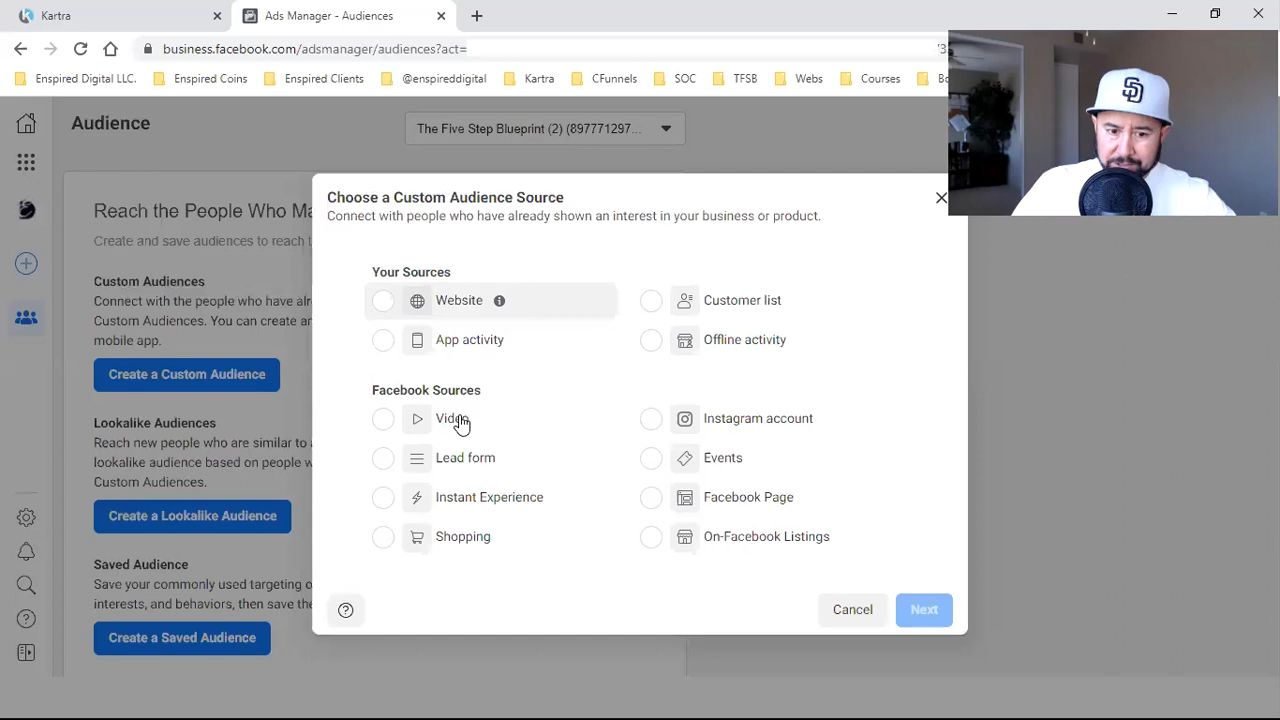 Kartra
Ads Manager - Audiences
business.facebook.com/adsmanager/audiences?act=
Enspired Digital LLC. Enspired Coins Enspired Clients @enspireddigital Kartra CFunnels SOC TFSB Webs Courses
SD
Audience
The Five Step Blueprint (2) (897771297...
Reach the People Who Ma
Create and save audiences to reach t
Custom Audiences
Connect with the people who have alr
Custom Audiences. You can create an
mobile app.
Create a Custom Audience
Lookalike Audiences
Reach new people who are similar to a
lookalike audience based on people w
Custom Audiences.
Create a Lookalike Audience
Saved Audience
Save your commonly used targeting o
interests, and behaviors, then save the
Create a Saved Audience
Choose a Custom Audience Source
Connect with people who have already shown an interest in your business or product.
Your Sources
Website
Customer list
App activity
Offline activity
Facebook Sources
Video
Instagram account
Lead form
Events
Instant Experience
Facebook Page
Shopping
On-Facebook Listings
Cancel
Next